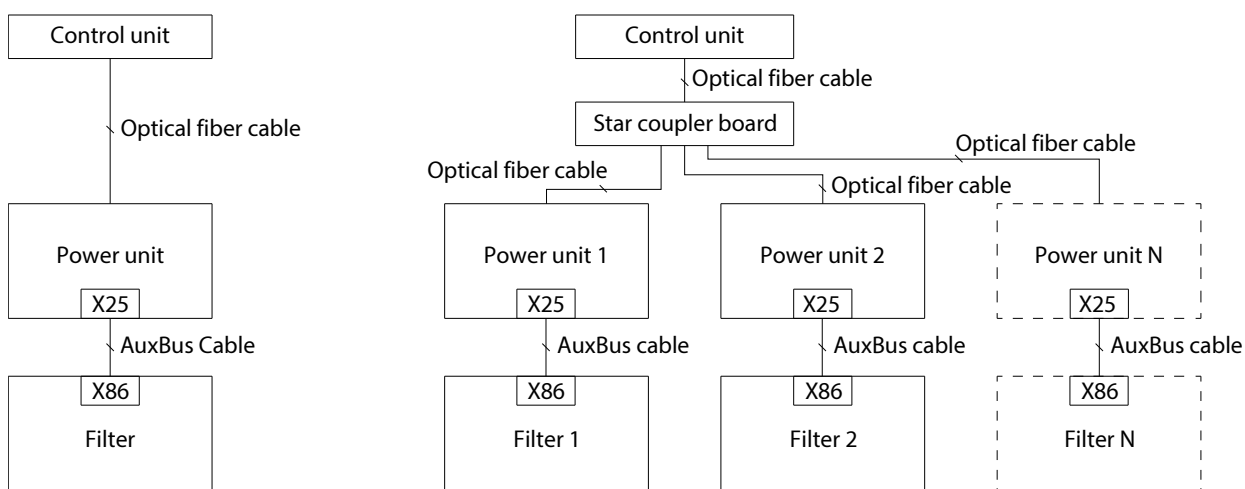 Control unit
Optical fiber cable
Power unit
X25
AuxBus Cable
X86
Filter
Control unit
Optical fiber cable
Star coupler board
Optical fiber cable
Optical fiber cable
Optical fiber cable
Power unit 1
X25
AuxBus cable
X86
Filter 1
Power unit 2
X25
AuxBus cable
X86
Filter 2
Power unit N
X25
AuxBus cable
X86
Filter N